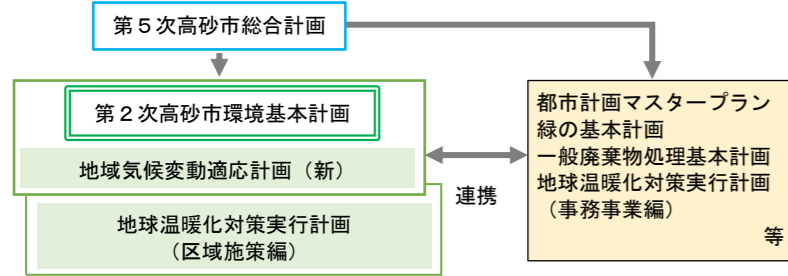 第５次高砂市総合計画
第２次高砂市環境基本計画
地域気候変動適応計画（新）
地球温暖化対策実行計画
（区域施策編）
連携
都市計画マスタープラン
緑の基本計画
一般廃棄物処理基本計画
地球温暖化対策実行計画
（事務事業編）
等